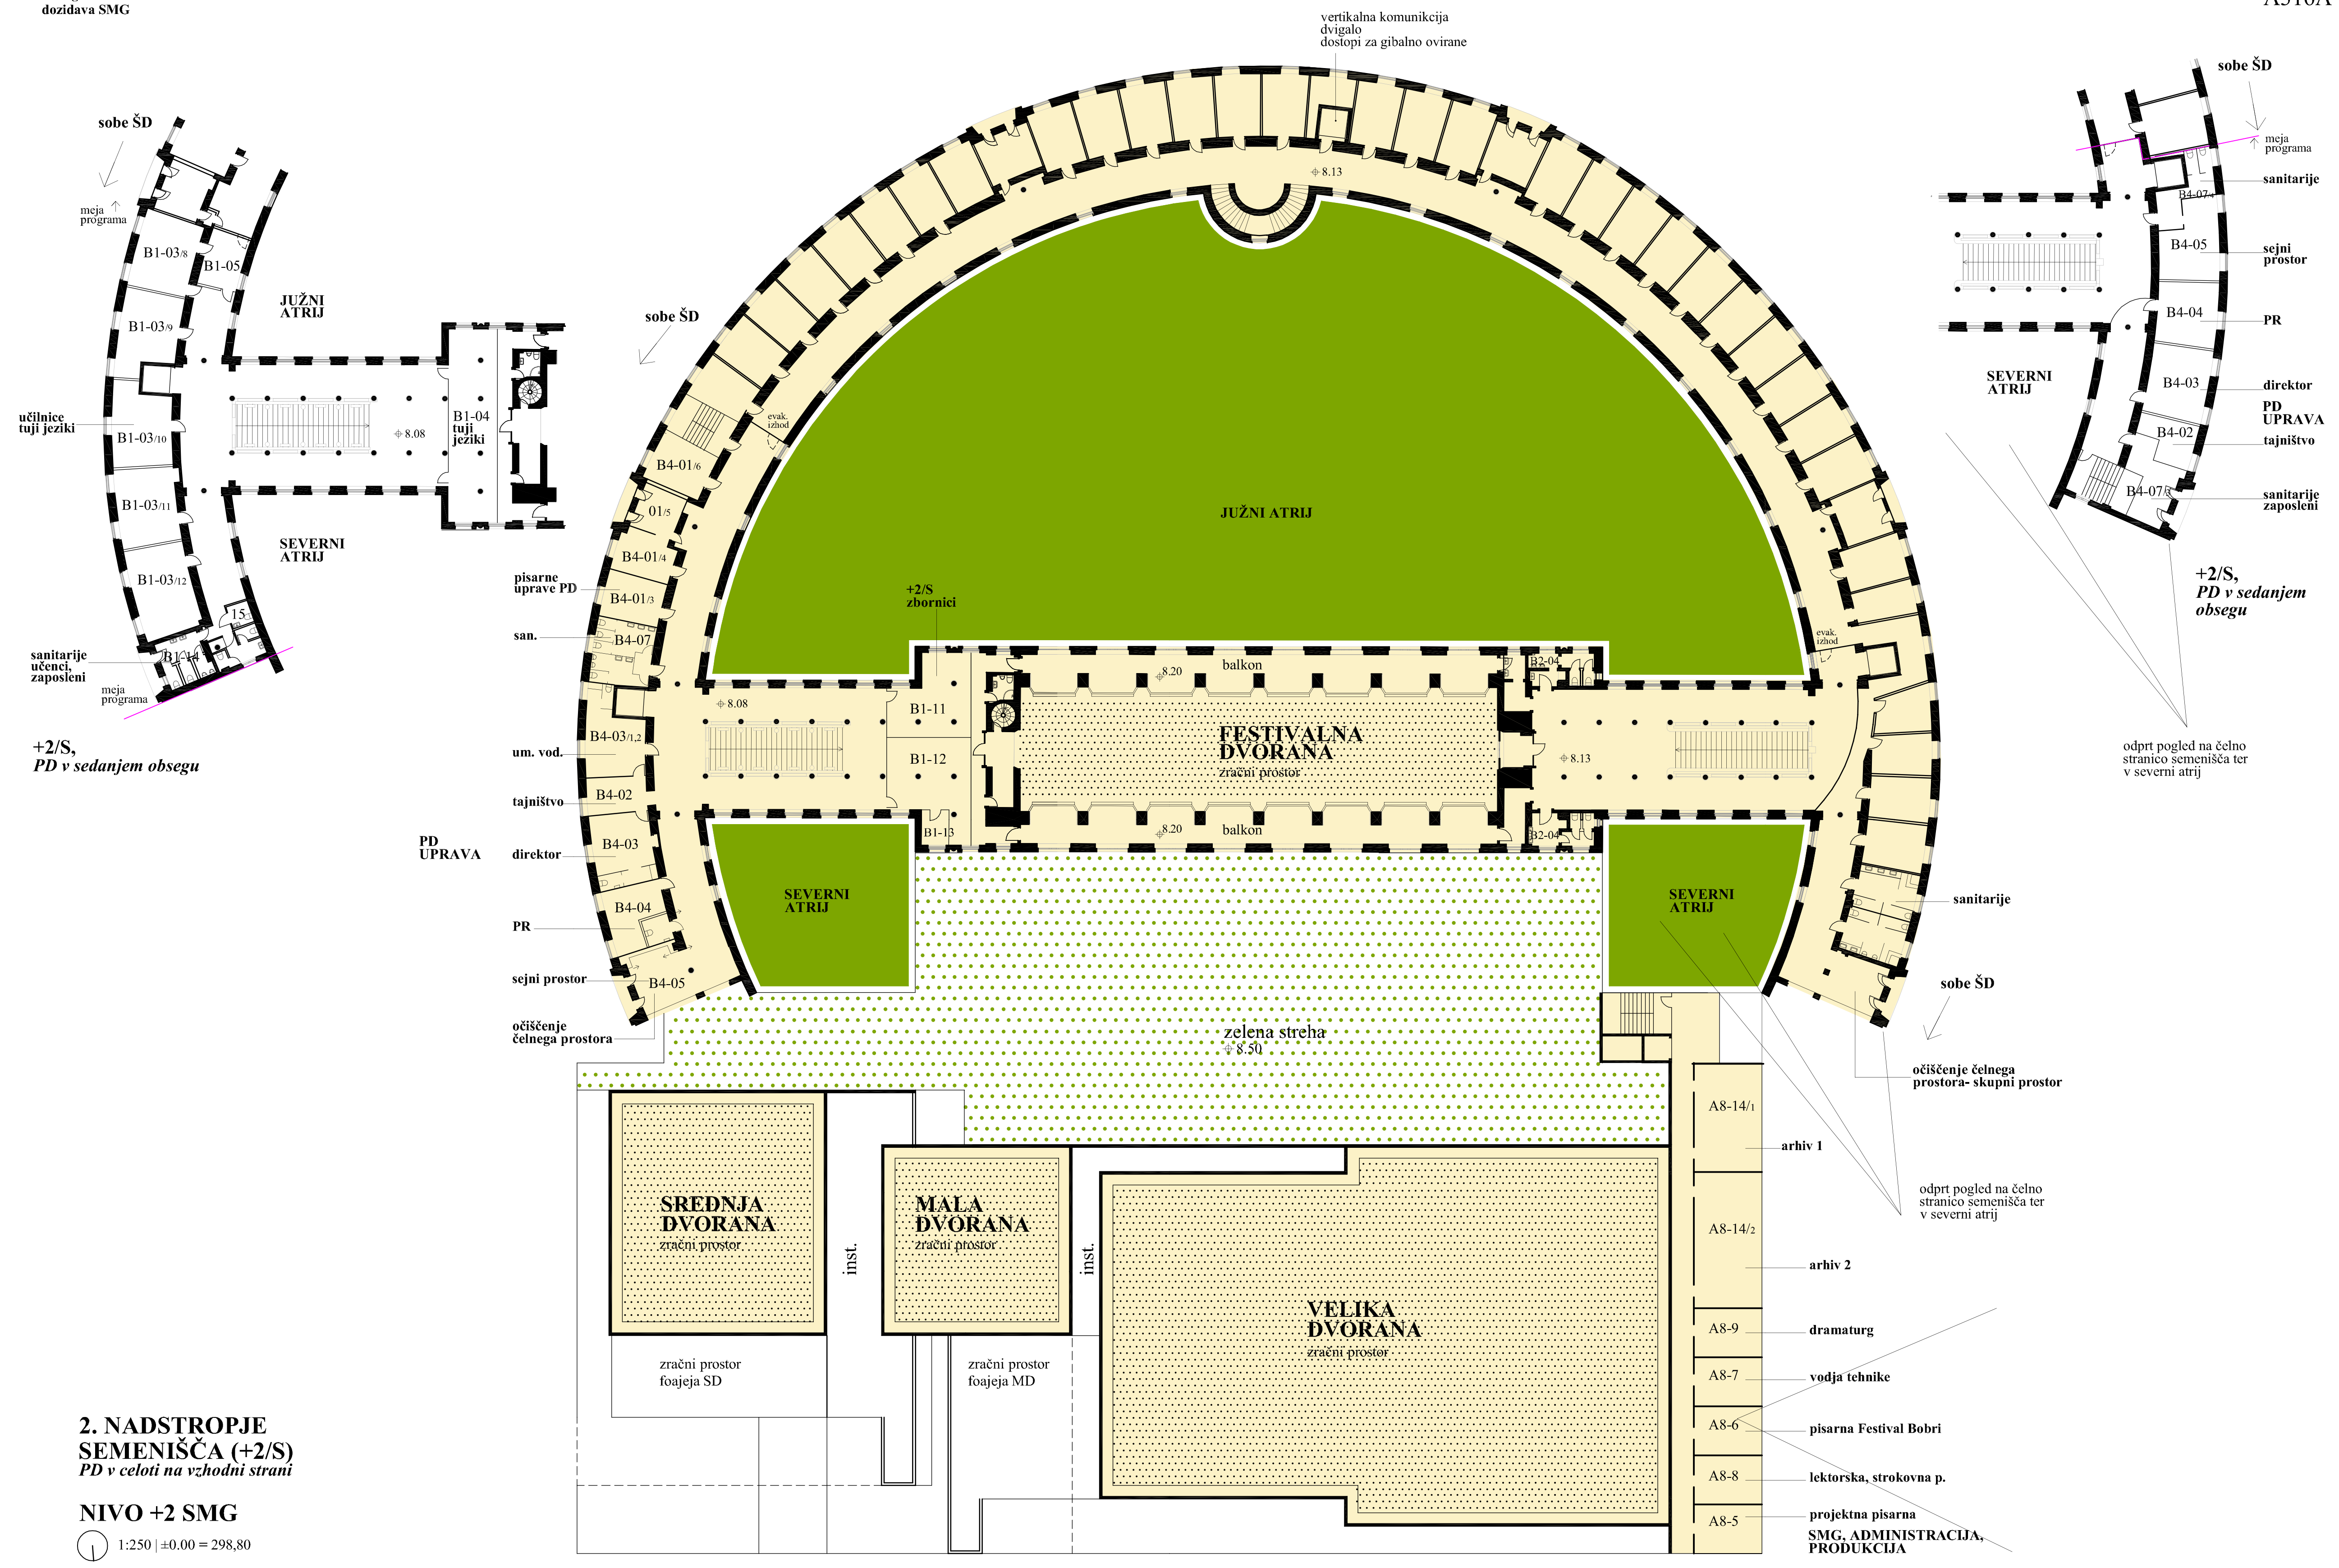 dozidava SMG
vertikalna komunikcija
dvigalo
dostopi za gibalno ovirane
sobe ŠD
meja
programa
B1-03/8
B1-05
B1-03/9
JUŽNI
ATRIJ
učilnice
tuji jeziki
B1-03/10
8.08
B1-04
tuji
jeziki
B1-03/11
SEVERNI
ATRIJ
B1-03/12
15
B1-14
sanitarije
učenci,
zaposleni
meja
programa
+2/S,
PD v sedanjem obsegu
sobe ŠD
meja
programa
sanitarije
B4-07/4
B4-05
sejni
prostor
B4-04
PR
SEVERNI
ATRIJ
B4-03
direktor
PD
UPRAVA
B4-02
tajništvo
B4-07/
sanitarije
zaposleni
+2/S,
PD v sedanjem
obsegu
odprt pogled na čelno
stranico semenišča ter
v severni atrij
8.13
sobe ŠD
evak.
izhod
B4-01/6
01/5
B4-01/4
pisarne
uprave PD
B4-01/3
san.
B4-07
um. vod.
B4-03/1,2
tajništvo
B4-02
PD
UPRAVA
direktor
B4-03
B4-04
PR
sejni prostor
B4-05
očiščenje
čelnega prostora
JUŽNI ATRIJ
+2/S
zbornici
8.08
B1-11
B1-12
B1-13
8.20
balkon
FESTIVALNA
DVORANA
zračni prostor
8.20
balkon
B2-04
B2-04
8.13
evak.
izhod
SEVERNI
ATRIJ
SEVERNI
ATRIJ
sanitarije
sobe ŠD
očiščenje čelnega
prostora- skupni prostor
odprt pogled na čelno
stranico semenišča ter
v severni atrij
zelena streha
8.50
SREDNJA
DVORANA
zračni prostor
inst.
MALA
DVORANA
zračni prostor
inst.
VELIKA
DVORANA
zračni prostor
zračni prostor
foajeja SD
zračni prostor
foajeja MD
A8-14/1
arhiv 1
A8-14/2
arhiv 2
A8-9
dramaturg
A8-7
vodja tehnike
A8-6
pisarna Festival Bobri
A8-8
lektorska, strokovna p.
A8-5
projektna pisarna
SMG, ADMINISTRACIJA,
PRODUKCIJA
2. NADSTROPJE
SEMENIŠČA (+2/S)
PD v celoti na vzhodni strani
NIVO +2 SMG
1:250 | ±0.00 = 298,80